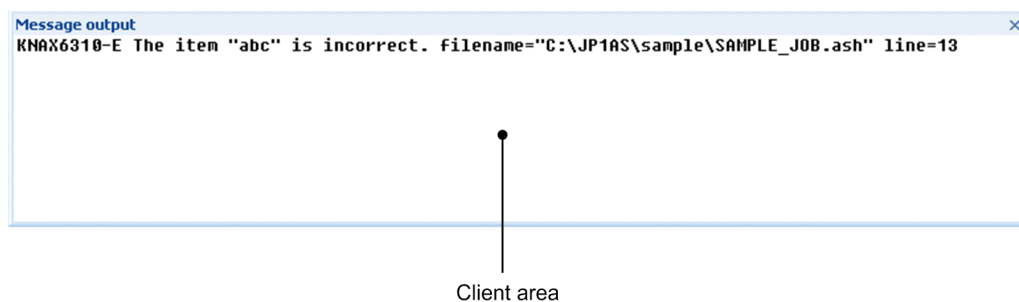 Message output
KNAX6310-E The item "abc" is incorrect. filename="C:\JP1AS\sample\SAMPLE_JOB.ash" line=13
Client area